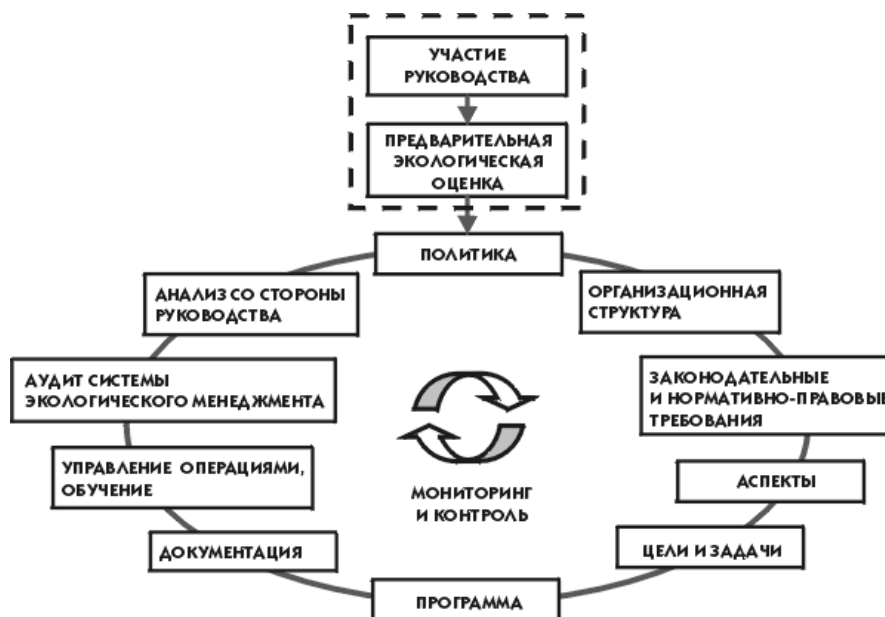 УЧАСТИЕ
РУКОВОДСТВА
ПРЕДВАРИТЕЛЬНАЯ
ЭКОЛОГИЧЕСКАЯ
ОЦЕНКА
ПОЛИТИКА
АНАЛИЗ СО СТОРОНЫ
РУКОВОДСТВА
ОРГАНИЗАЦИОННАЯ
СТРУКТУРА
АУДИТ СИСТЕМЫ
ЭКОЛОГИЧЕСКОГО МЕНЕДЖМЕНТА
ЗАКОНОДАТЕЛЬНЫЕ
И НОРМАТИВНО-ПРАВОВЫЕ
ТРЕБОВАНИЯ
УПРАВЛЕНИЕ ОПЕРАЦИЯМИ,
ОБУЧЕНИЕ
АСПЕКТЫ
МОНИТОРИНГ
И КОНТРОЛЬ
ДОКУМЕНТАЦИЯ
ЦЕЛИ И ЗАДАЧИ
ПРОГРАММА